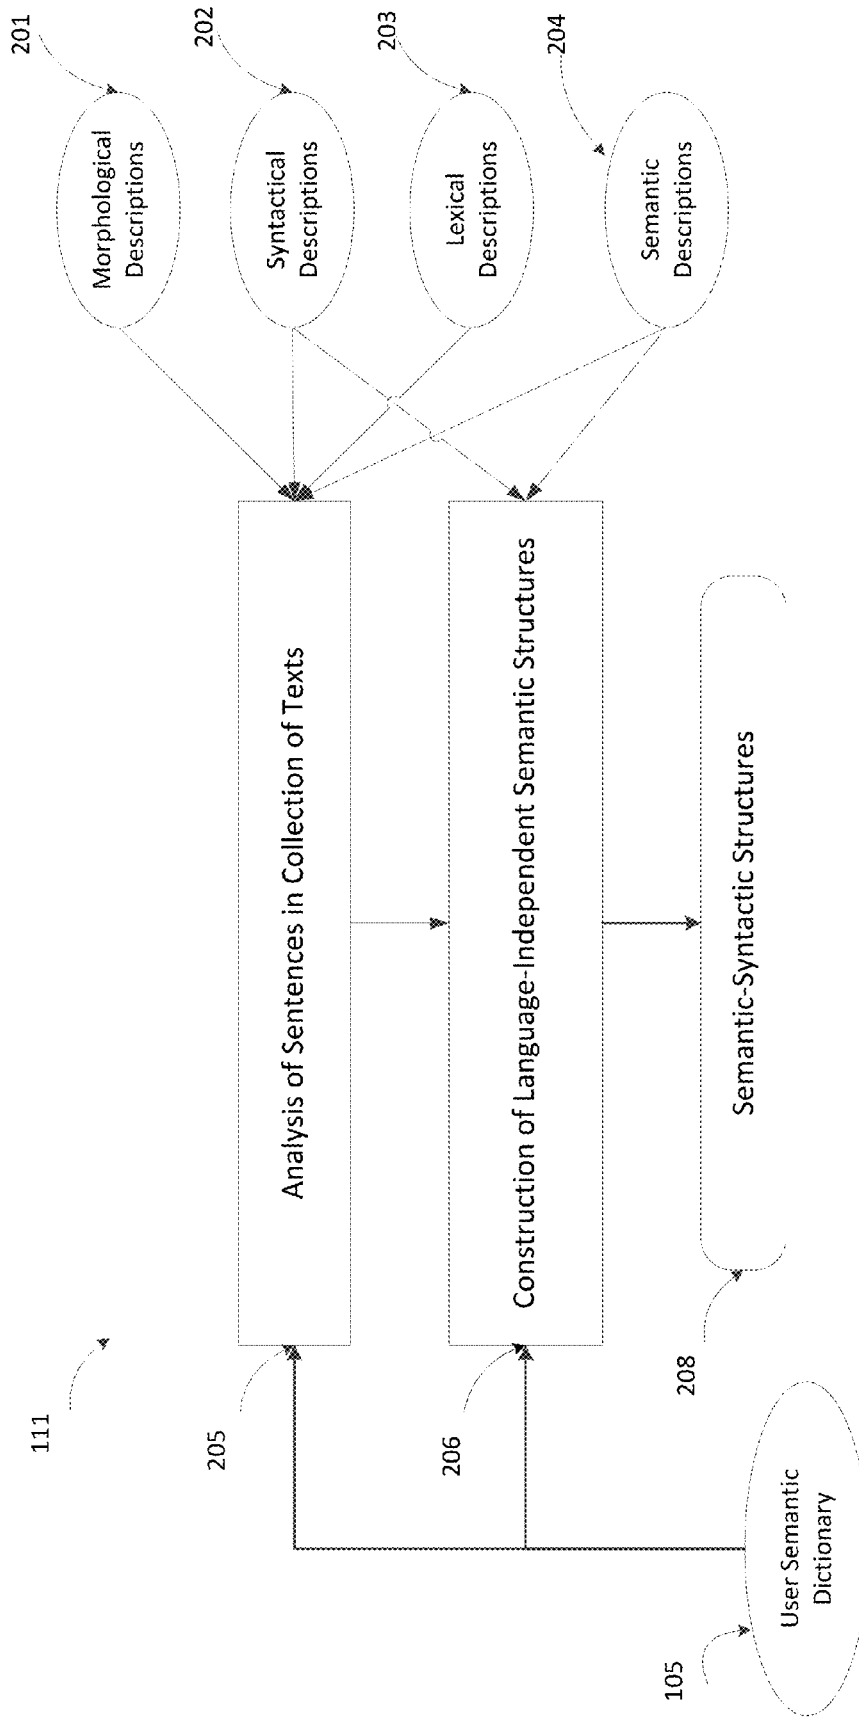 111
205
Analysis of Sentences in Collection of Texts
206
Construction of Language-Independent Semantic Structures
208
Semantic-Syntactic Structures
105
User Semantic
Dictionary
201
Morphological
Descriptions
202
Syntactical
Descriptions
203
Lexical
Descriptions
204
Semantic
Descriptions